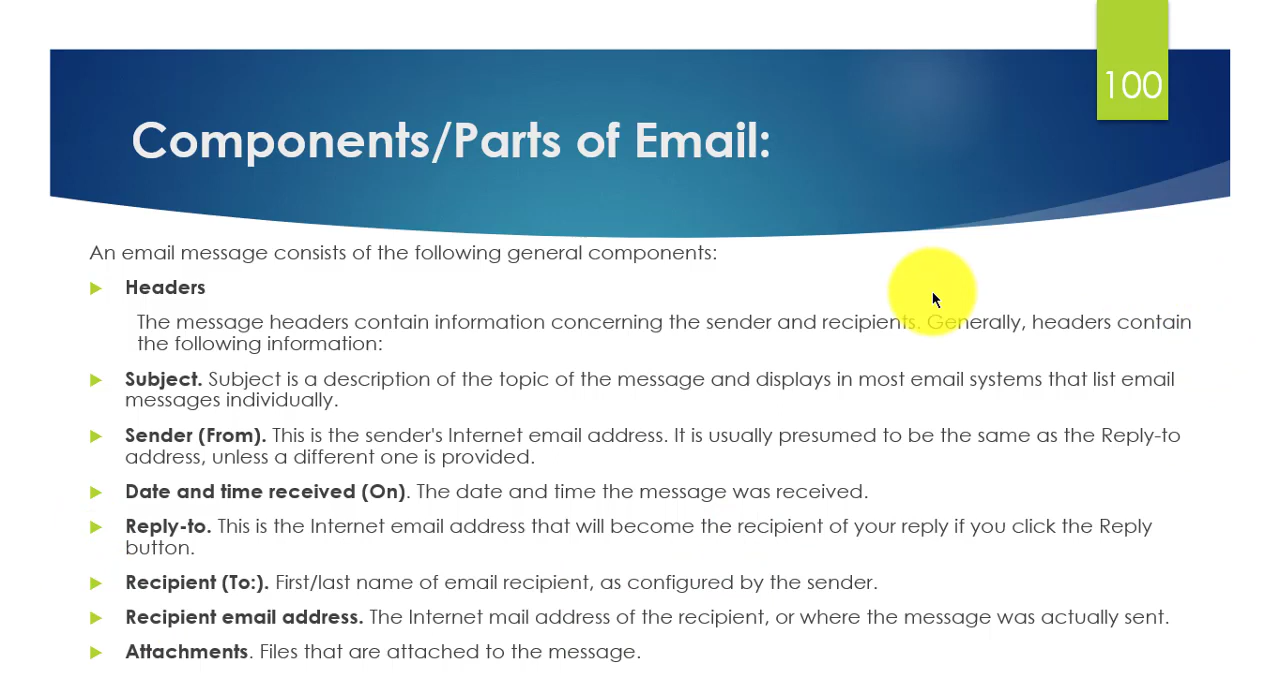 100
Components/Parts of Email:
An email message consists of the following general components:
Headers
The message headers contain information concerning the sender and recipients. Generally, headers contain
the following information:
Subject. Subject is a description of the topic of the message and displays in most email systems that list email
messages individually.
Sender (From). This is the sender's Internet email address. It is usually presumed to be the same as the Reply-to
address, unless a different one is provided.
Date and time received (On). The date and time the message was received.
Reply-to. This is the Internet email address that will become the recipient of your reply if you click the Reply
button.
Recipient (To:). First/last name of email recipient, as configured by the sender.
Recipient email address. The Internet mail address of the recipient, or where the message was actually sent.
Attachments. Files that are attached to the message.